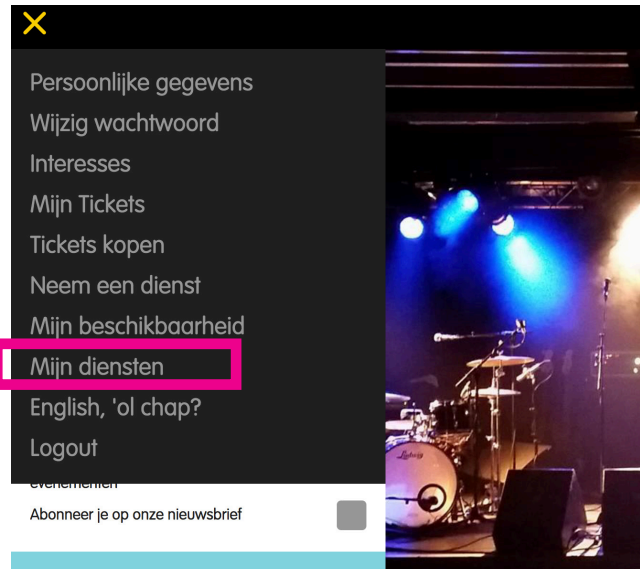 Persoonlijke gegevens
Wijzig wachtwoord
Interesses
Mijn Tickets
Tickets kopen
Neem een dienst
Mijn beschikbaarheid
Mijn diensten
English, 'ol chap?
Logout
evenementen
Abonneer je op onze nieuwsbrief
Ludwig